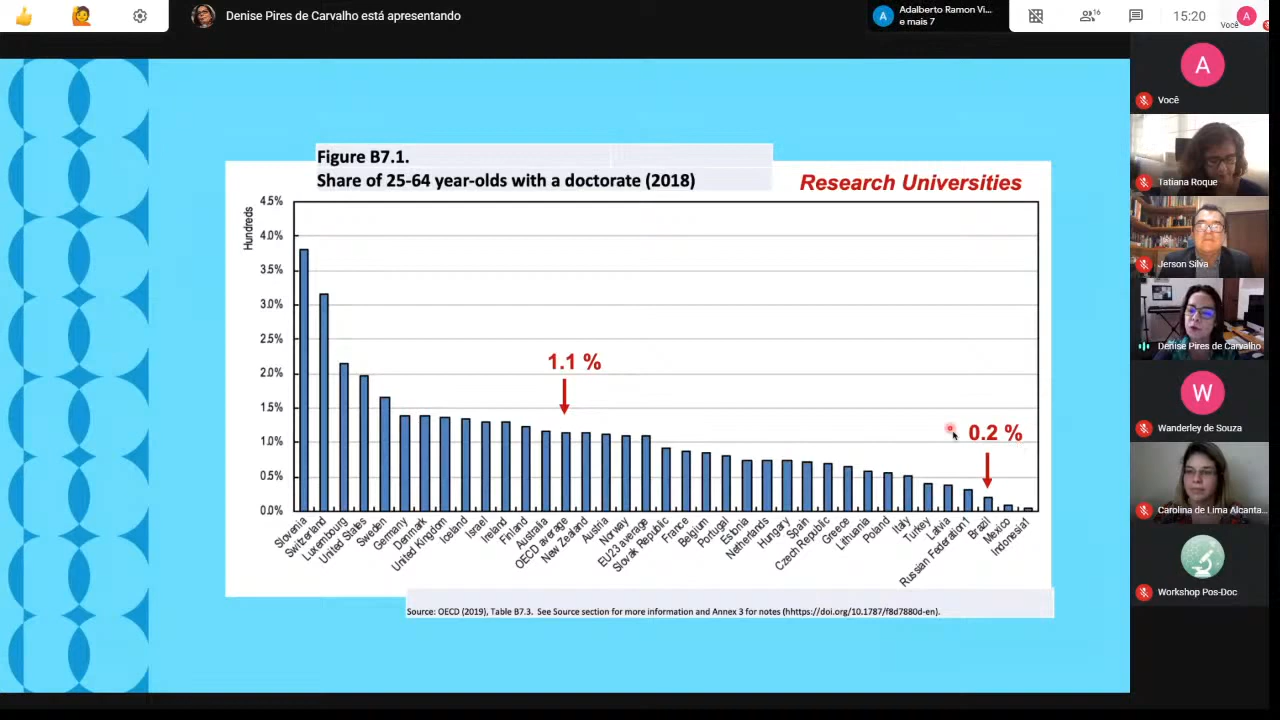 Denise Pires de Carvalho está apresentando
A
Adalberto Ramon Vi...
e mais 7
16
15:20
A
Você
Figure B7.1.
Share of 25-64 year-olds with a doctorate (2018)
Research Universities
Hundreds
4.5%
4.0%
3.5%
3.0%
2.5%
2.0%
1.5%
1.0%
0.5%
0.0%
1.1 %
0.2 %
Slovenia
Switzerland
Luxembourg
United States
Sweden
Germany
Denmark
United Kingdom
Iceland
Israel
Ireland
Finland
Australia
OECD average
New Zealand
Austria
Norway
EU23 average
Slovak Republic
France
Belgium
Portugal
Estonia
Netherlands
Hungary
Spain
Czech Republic
Greece
Lithuania
Poland
Italy
Turkey
Latvia
Russian Federation1
Brazil
Mexico
Indonesia1
Source: OECD (2019), Table B7.3. See Source section for more information and Annex 3 for notes (hhttps://doi.org/10.1787/f8d7880d-en).
A
Você
Tatiana Roque
Jerson Silva
Denise Pires de Carvalho
W
Wanderley de Souza
Carolina de Lima Alcanta...
Workshop Pos-Doc